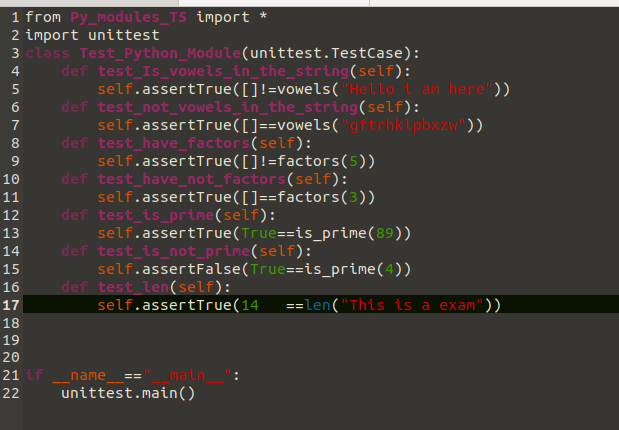 1 from Py_modules_T5 import *
2 import unittest
3 class Test_Python_Module(unittest.TestCase):
4     def test_Is_vowels_in_the_string(self):
5         self.assertTrue([]!=vowels("Hello i am here"))
6     def test_not_vowels_in_the_string(self):
7         self.assertTrue([]==vowels("gftrhklpbxzw"))
8     def test_have_factors(self):
9         self.assertTrue([]!=factors(5))
10     def test_have_not_factors(self):
11         self.assertTrue([]==factors(3))
12     def test_is_prime(self):
13         self.assertTrue(True==is_prime(89))
14     def test_is_not_prime(self):
15         self.assertFalse(True==is_prime(4))
16     def test_len(self):
17         self.assertTrue(14   ==len("This is a exam"))
18
19
20
21 if __name__=="__main__":
22     unittest.main()